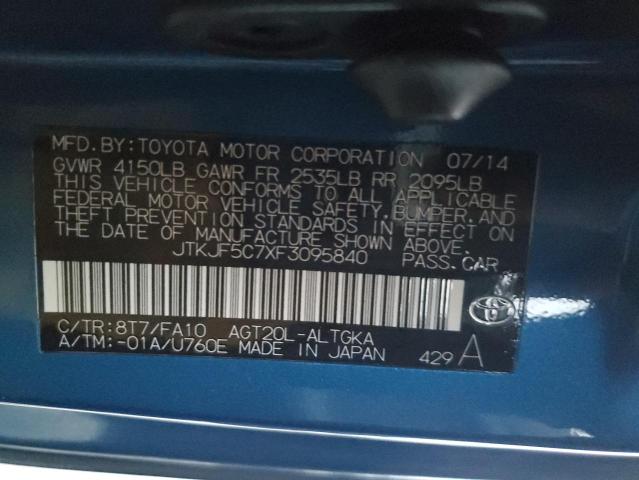 MFD.BY:TOYOTA MOTOR CORPORATION 07/14
GVWR 4150LB GAWR FR 2535LB RR 2095LB
THIS VEHICLE CONFORMS TO ALL APPLICABLE
FEDERAL MOTOR VEHICLE SAFETY,BUMPER,AND
THEFT PREVENTION STANDARDS IN EFFECT ON
THE DATE OF MANUFACTURE SHOWN ABOVE.
JTKJF5C7XF3095840 PASS.CAR
C/TR:8T7/FA10 AGT20L-ALTGKA
A/TM:-01A/U760E MADE IN JAPAN 429 A